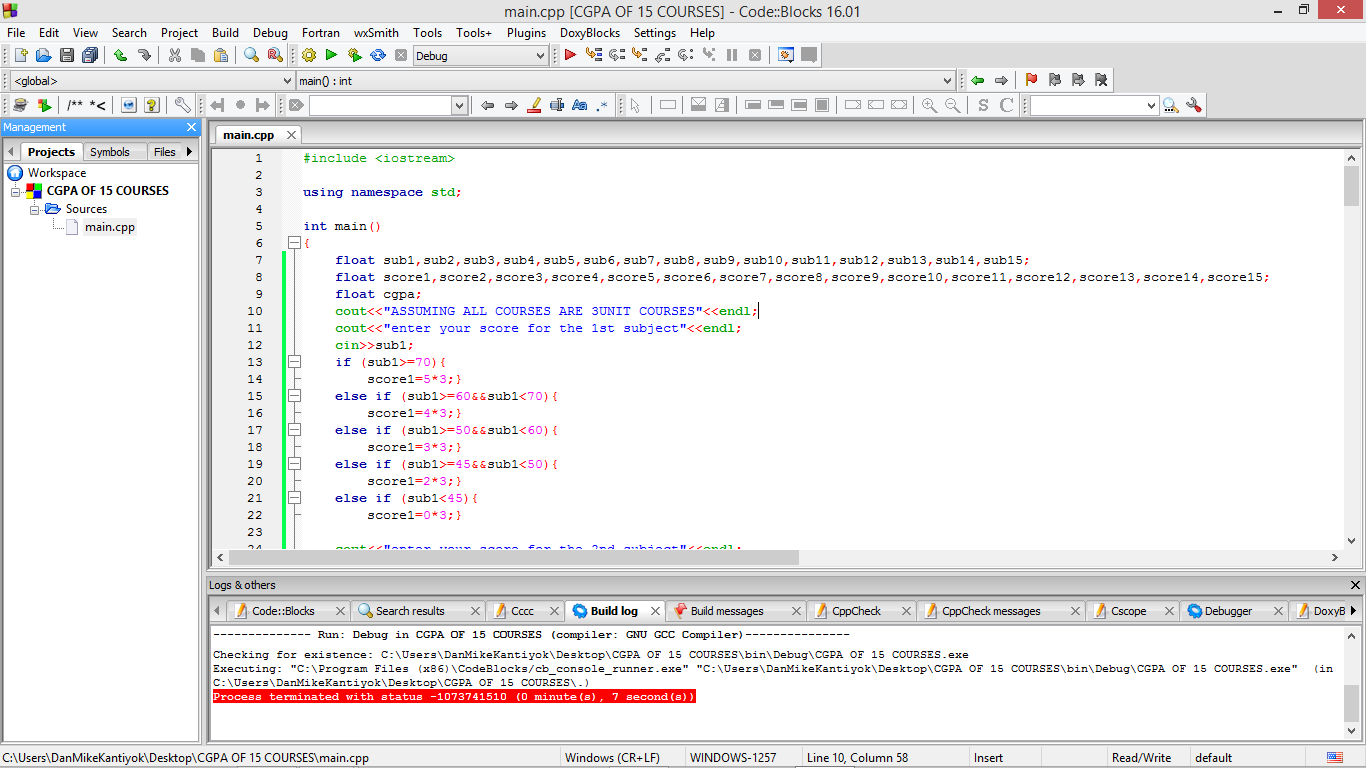 main.cpp [CGPA OF 15 COURSES] - Code::Blocks 16.01
File Edit View Search Project Build Debug Fortran wxSmith Tools Tools+ Plugins DoxyBlocks Settings Help
Debug
<global> main() : int
/** *<
Aa .* S C
Management
Projects Symbols Files
Workspace
CGPA OF 15 COURSES
Sources
main.cpp
main.cpp
1 #include <iostream>
2
3 using namespace std;
4
5 int main()
6 {
7 float sub1,sub2,sub3,sub4,sub5,sub6,sub7,sub8,sub9,sub10,sub11,sub12,sub13,sub14,sub15;
8 float score1,score2,score3,score4,score5,score6,score7,score8,score9,score10,score11,score12,score13,score14,score15;
9 float cgpa;
10 cout<<"ASSUMING ALL COURSES ARE 3UNIT COURSES"<<endl;
11 cout<<"enter your score for the 1st subject"<<endl;
12 cin>>sub1;
13 if (sub1>=70){
14 score1=5*3;}
15 else if (sub1>=60&&sub1<70){
16 score1=4*3;}
17 else if (sub1>=50&&sub1<60){
18 score1=3*3;}
19 else if (sub1>=45&&sub1<50){
20 score1=2*3;}
21 else if (sub1<45){
22 score1=0*3;}
23
24 cout<<"enter your score for the 2nd subject"<<endl;
Logs & others
Code::Blocks Search results Cccc Build log Build messages CppCheck CppCheck messages Cscope Debugger DoxyB
-------------- Run: Debug in CGPA OF 15 COURSES (compiler: GNU GCC Compiler)---------------
Checking for existence: C:\Users\DanMikeKantiyok\Desktop\CGPA OF 15 COURSES\bin\Debug\CGPA OF 15 COURSES.exe
Executing: "C:\Program Files (x86)\CodeBlocks/cb_console_runner.exe" "C:\Users\DanMikeKantiyok\Desktop\CGPA OF 15 COURSES\bin\Debug\CGPA OF 15 COURSES.exe"  (in
C:\Users\DanMikeKantiyok\Desktop\CGPA OF 15 COURSES\.)
Process terminated with status -1073741510 (0 minute(s), 7 second(s))
C:\Users\DanMikeKantiyok\Desktop\CGPA OF 15 COURSES\main.cpp Windows (CR+LF) WINDOWS-1257 Line 10, Column 58 Insert Read/Write default